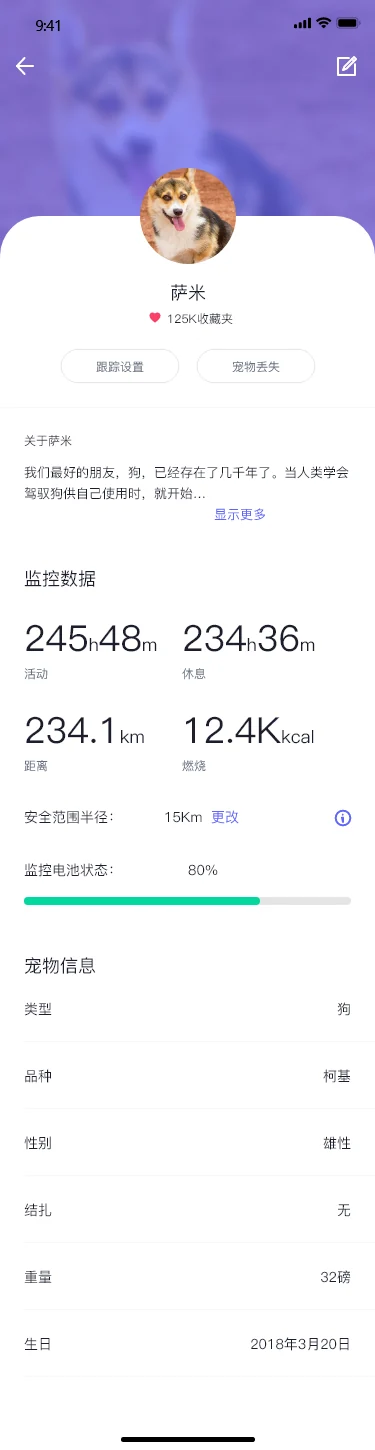 9:41
萨米
125K收藏夹
跟踪设置 宠物丢失
关于萨米
我们最好的朋友，狗，已经存在了几千年了。当人类学会
驾驭狗供自己使用时，就开始...
显示更多
监控数据
245h48m 234h36m
活动 休息
234.1km 12.4Kkcal
距离 燃烧
安全范围半径： 15Km 更改
监控电池状态： 80%
宠物信息
类型 狗
品种 柯基
性别 雄性
结扎 无
重量 32磅
生日 2018年3月20日